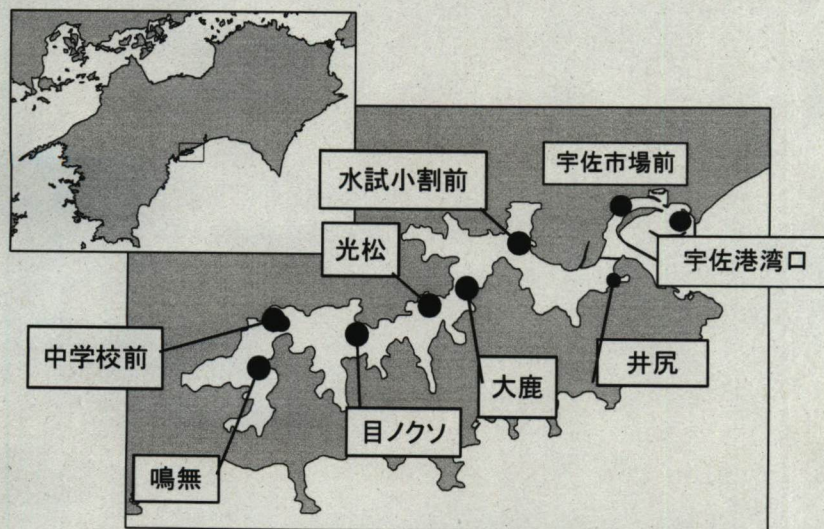 宇佐市場前
水試小割前
光松
宇佐港湾口
中学校前
井尻
大鹿
目ノクソ
鳴無